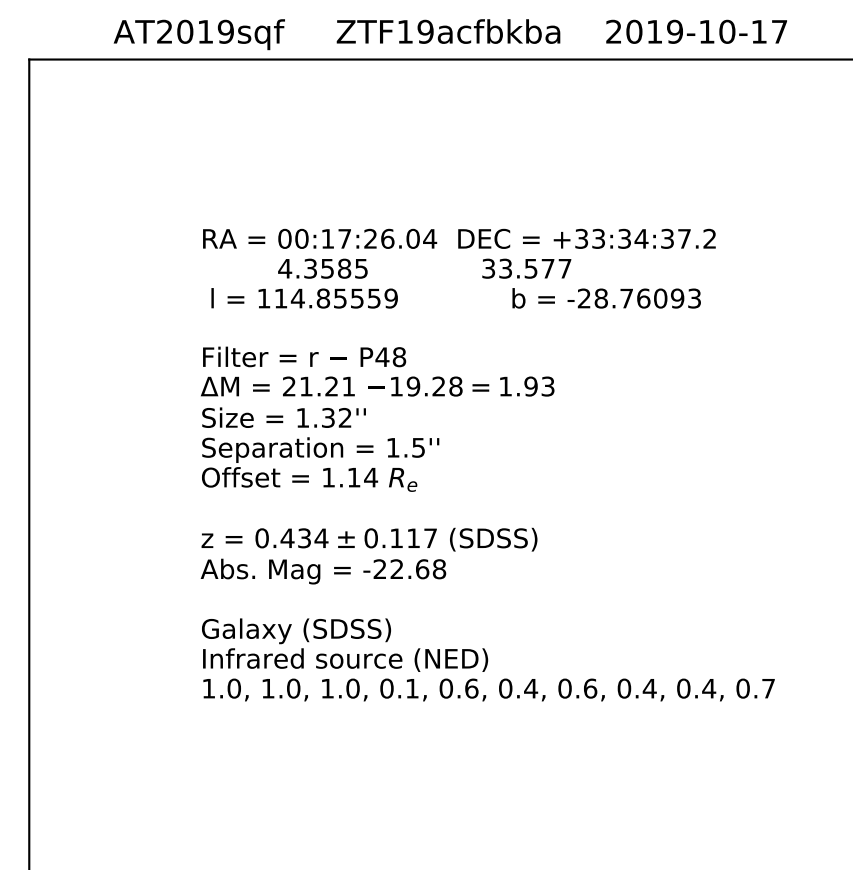 AT2019sqf ZTF19acfbkba 2019-10-17
RA = 00:17:26.04 DEC = +33:34:37.2
4.3585 33.577
l = 114.85559 b = -28.76093
Filter = r − P48
ΔM = 21.21 −19.28 = 1.93
Size = 1.32''
Separation = 1.5''
Offset = 1.14 Rₑ
z = 0.434 ± 0.117 (SDSS)
Abs. Mag = -22.68
Galaxy (SDSS)
Infrared source (NED)
1.0, 1.0, 1.0, 0.1, 0.6, 0.4, 0.6, 0.4, 0.4, 0.7